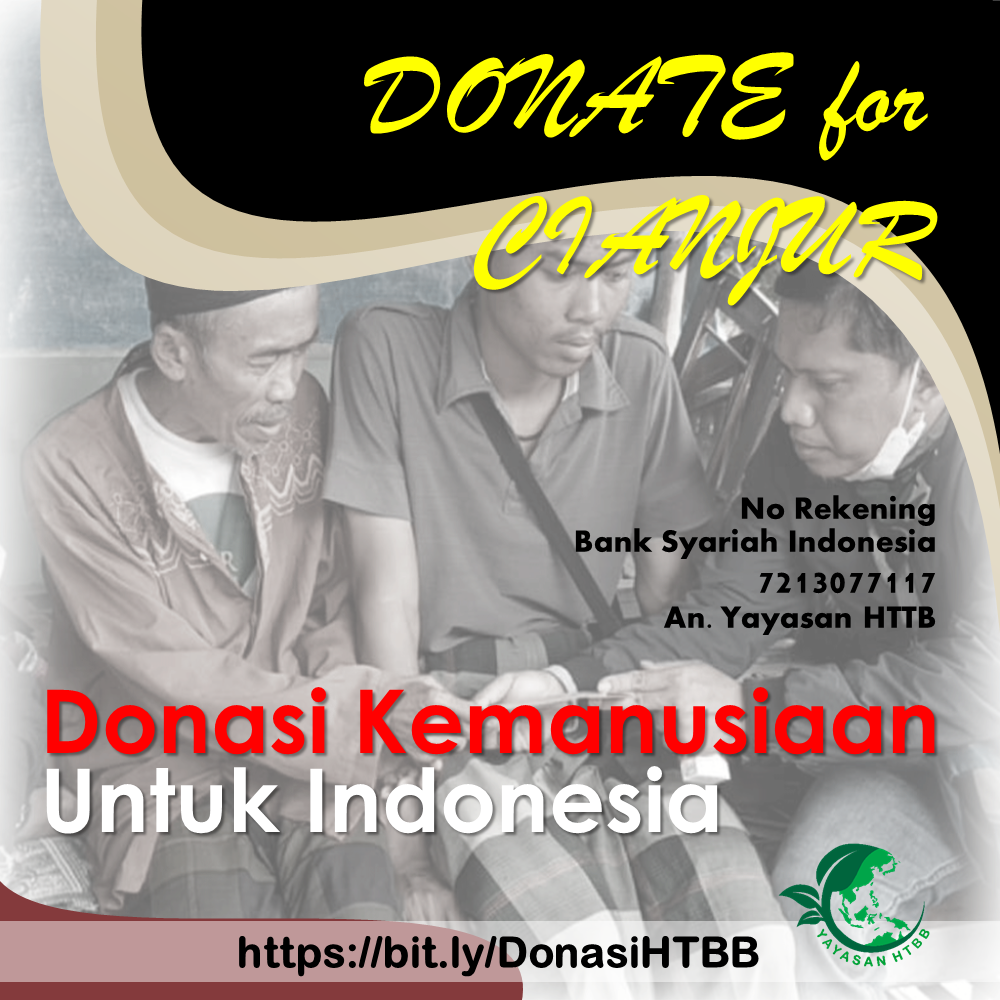 DONATE for
CIANJUR
No Rekening
Bank Syariah Indonesia
7213077117
An. Yayasan HTTB
Donasi Kemanusiaan
Untuk Indonesia
YAYASAN HTBB
https://bit.ly/DonasiHTBB